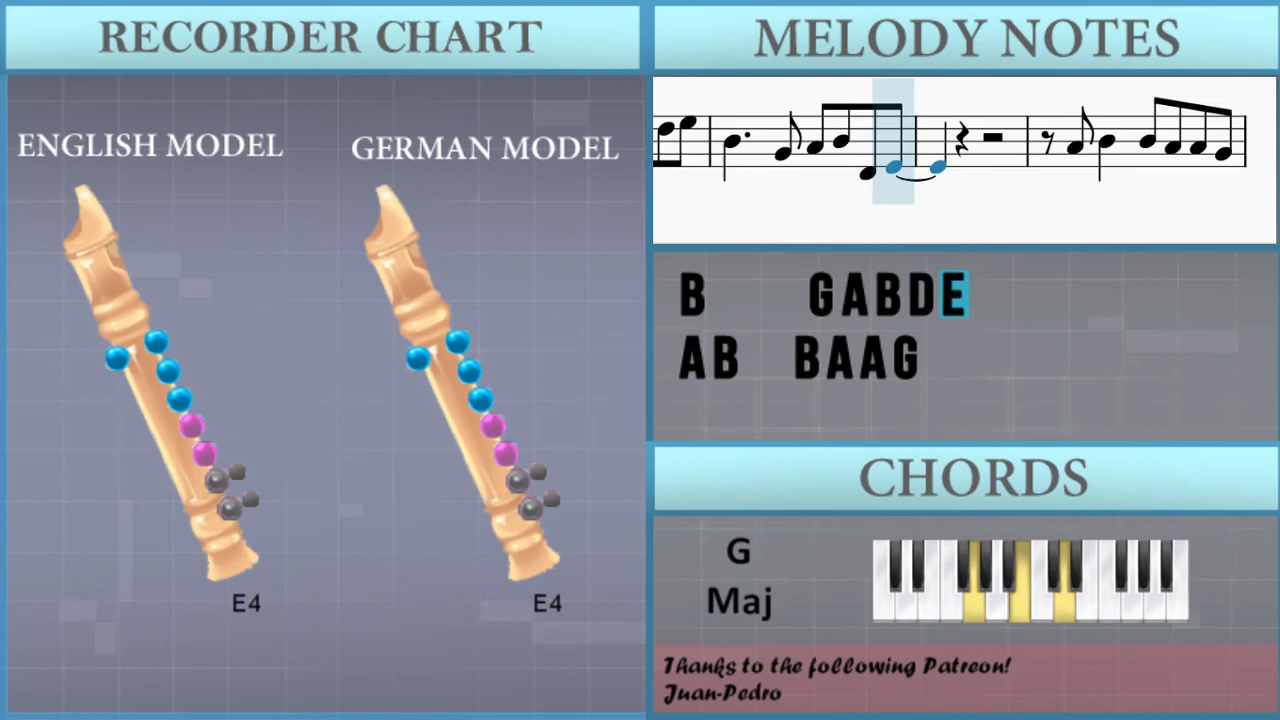 RECORDER CHART
ENGLISH MODEL
GERMAN MODEL
E4
E4
MELODY NOTES
B GABDE
AB BAAG
CHORDS
G
Maj
Thanks to the following Patreon!
Juan-Pedro